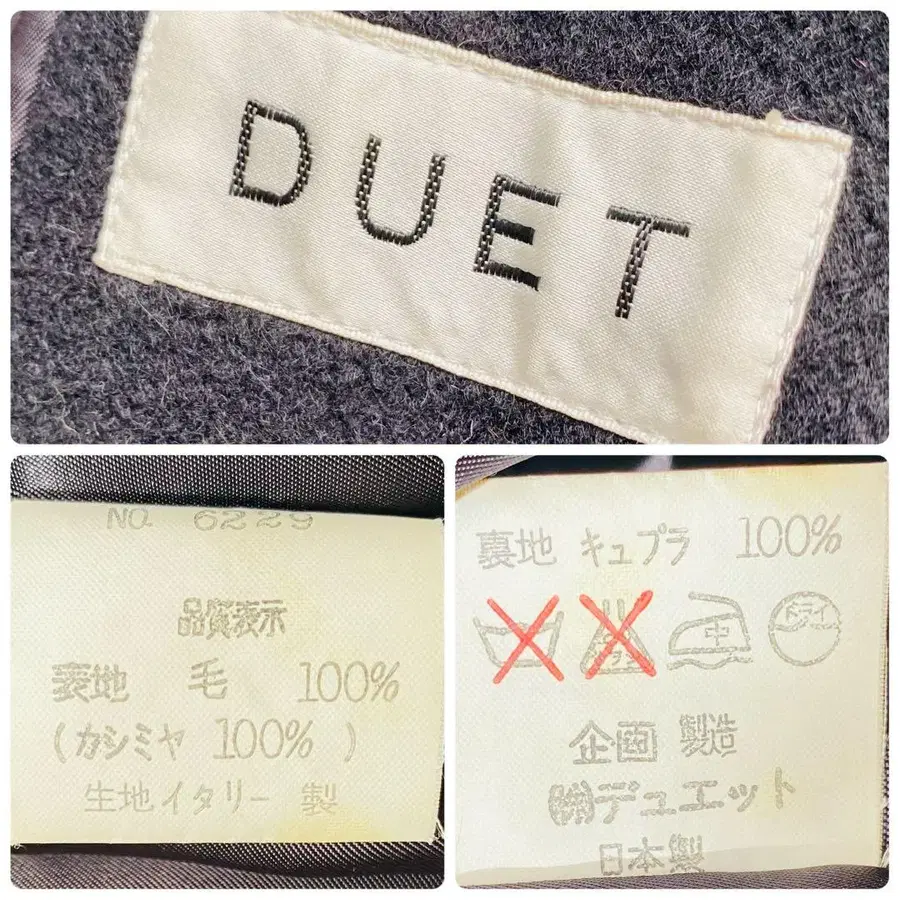 DUET
NO. 6229
品質表示
表地 毛 100%
(カシミヤ 100% )
生地イタリー 製
裏地 キュプラ 100%
中 ドライ
企画 製造
㈱デュエット
日本製